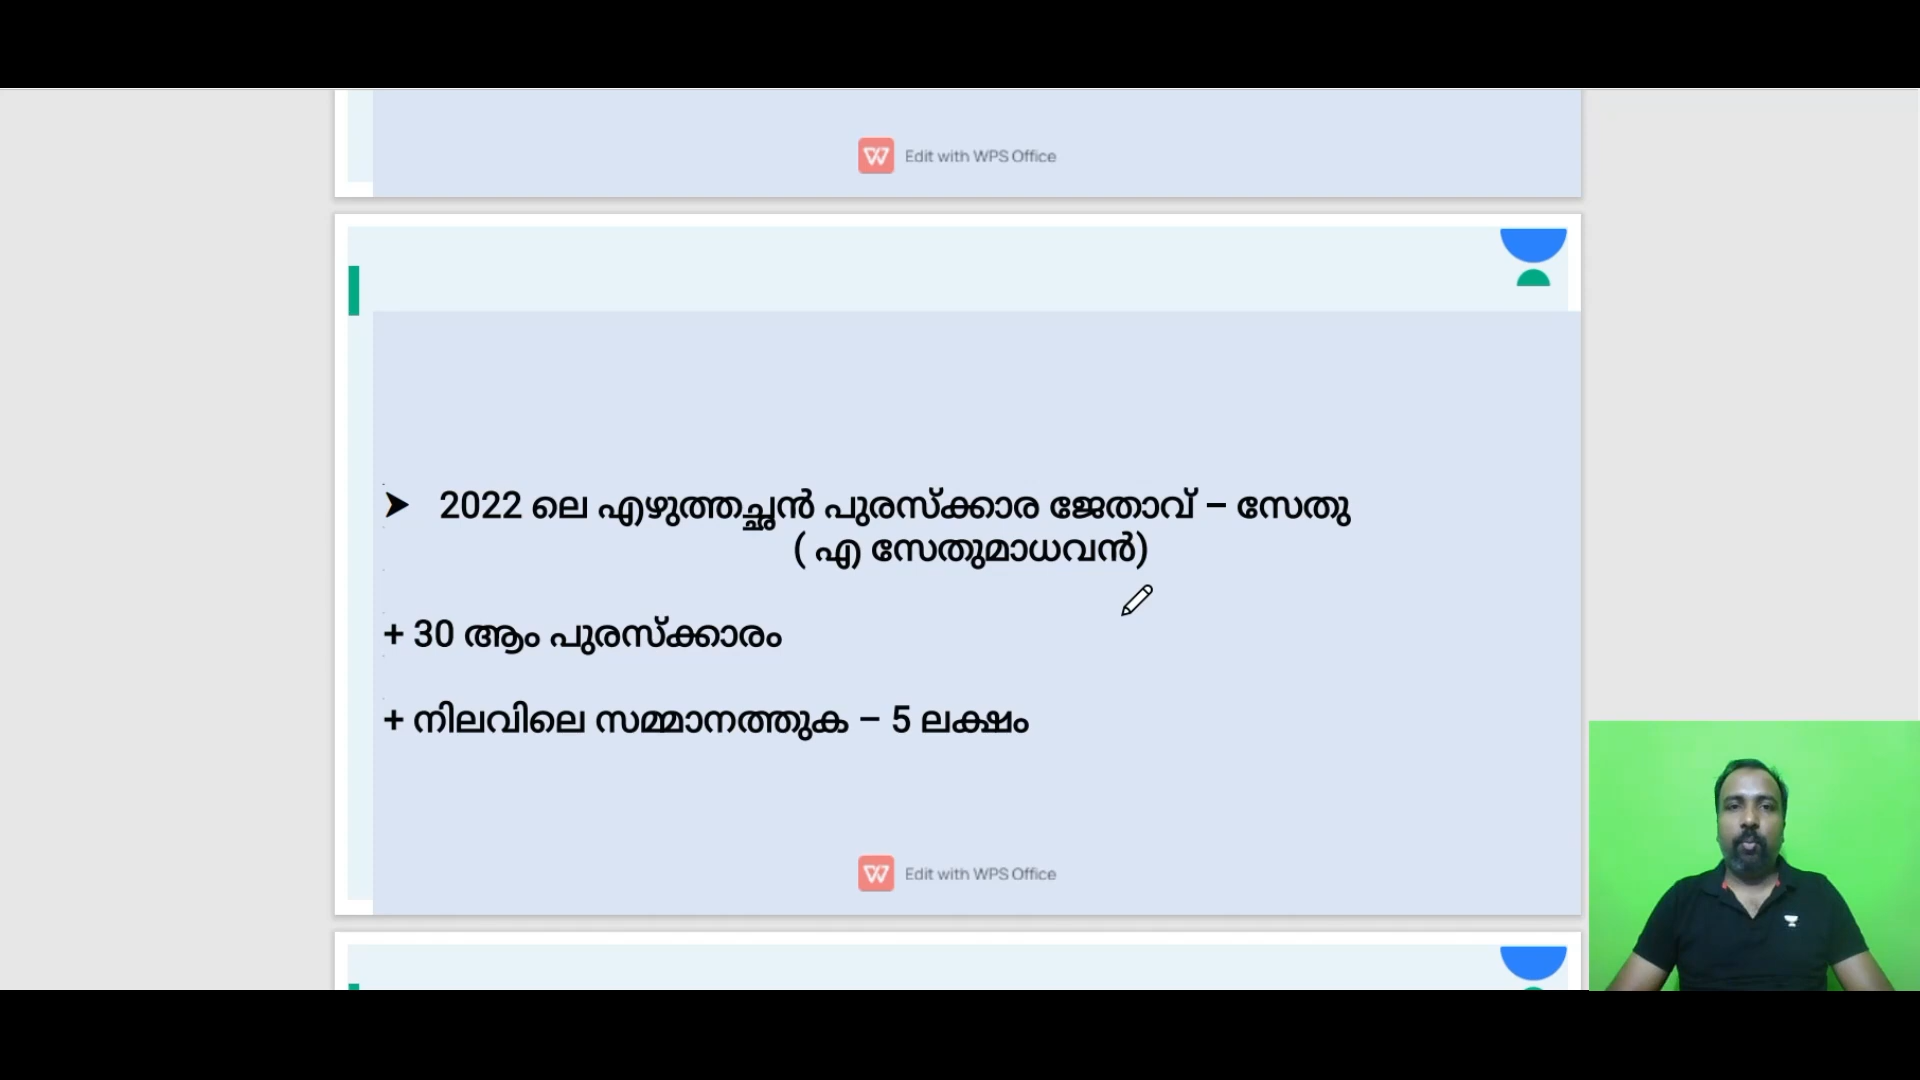 Edit with WPS Office
➤ 2022 ലെ എഴുത്തച്ഛൻ പുരസ്ക്കാര ജേതാവ് – സേതു
( എ സേതുമാധവൻ)
+ 30 ആം പുരസ്ക്കാരം
+ നിലവിലെ സമ്മാനത്തുക – 5 ലക്ഷം
Edit with WPS Office